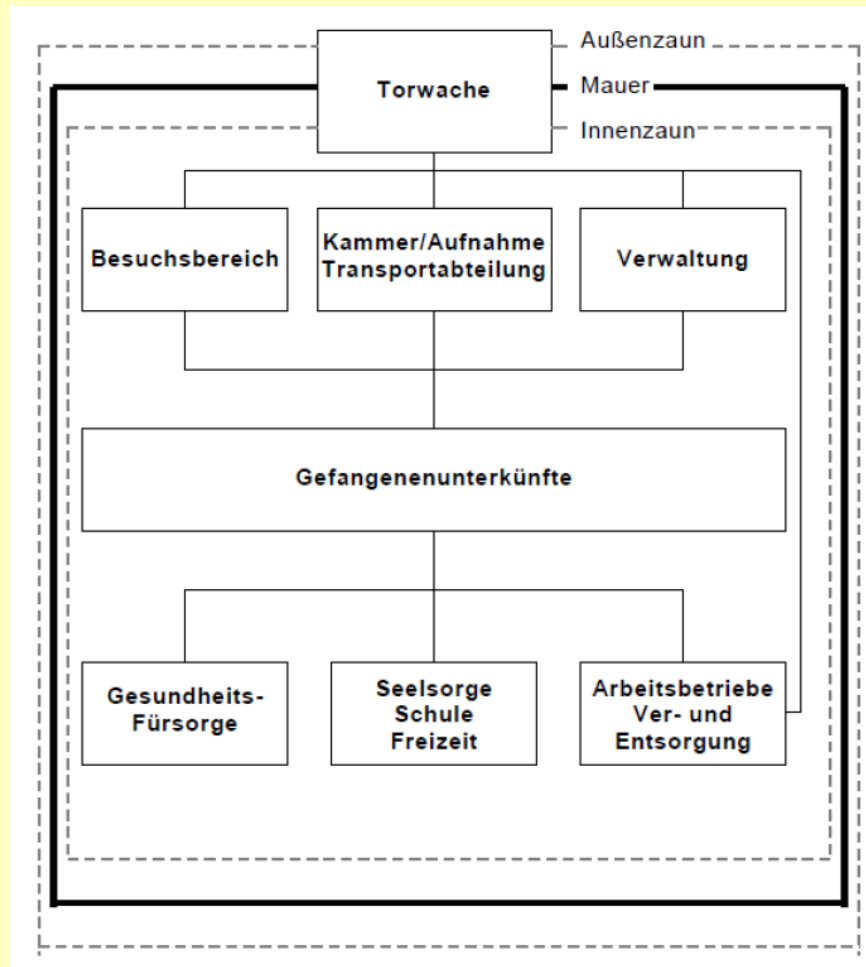 Außenzaun
Torwache
Mauer
Innenzaun
Besuchsbereich
Kammer/Aufnahme
Transportabteilung
Verwaltung
Gefangenenunterkünfte
Gesundheits-
Fürsorge
Seelsorge
Schule
Freizeit
Arbeitsbetriebe
Ver- und
Entsorgung